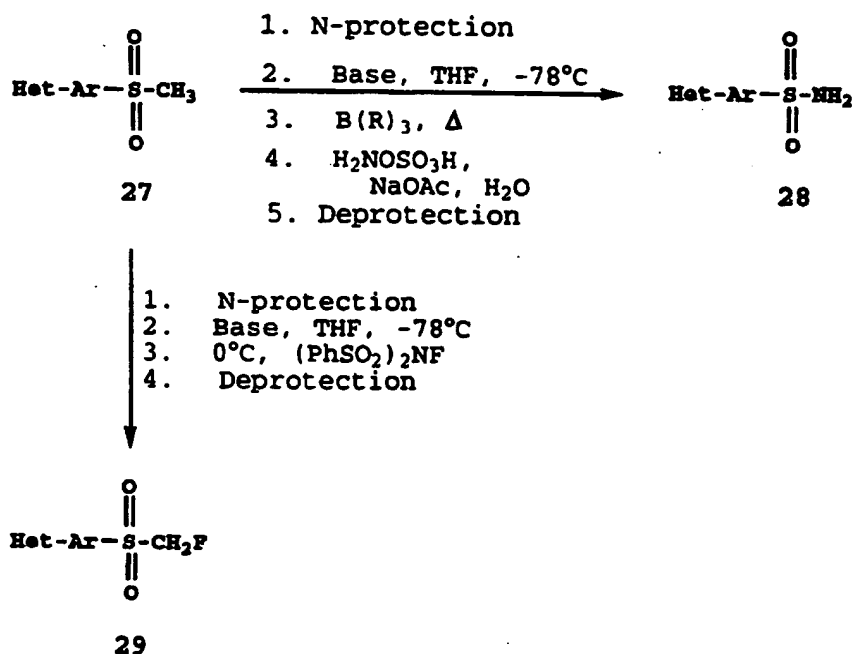 1. N-protection
2. Base, THF, -78°C
3. B(R)3, Δ
4. H2NOSO3H,
NaOAc, H2O
5. Deprotection
O
Het-Ar-S-CH3
O
27
O
Het-Ar-S-NH2
O
28
1. N-protection
2. Base, THF, -78°C
3. 0°C, (PhSO2)2NF
4. Deprotection
O
Het-Ar-S-CH2F
O
29